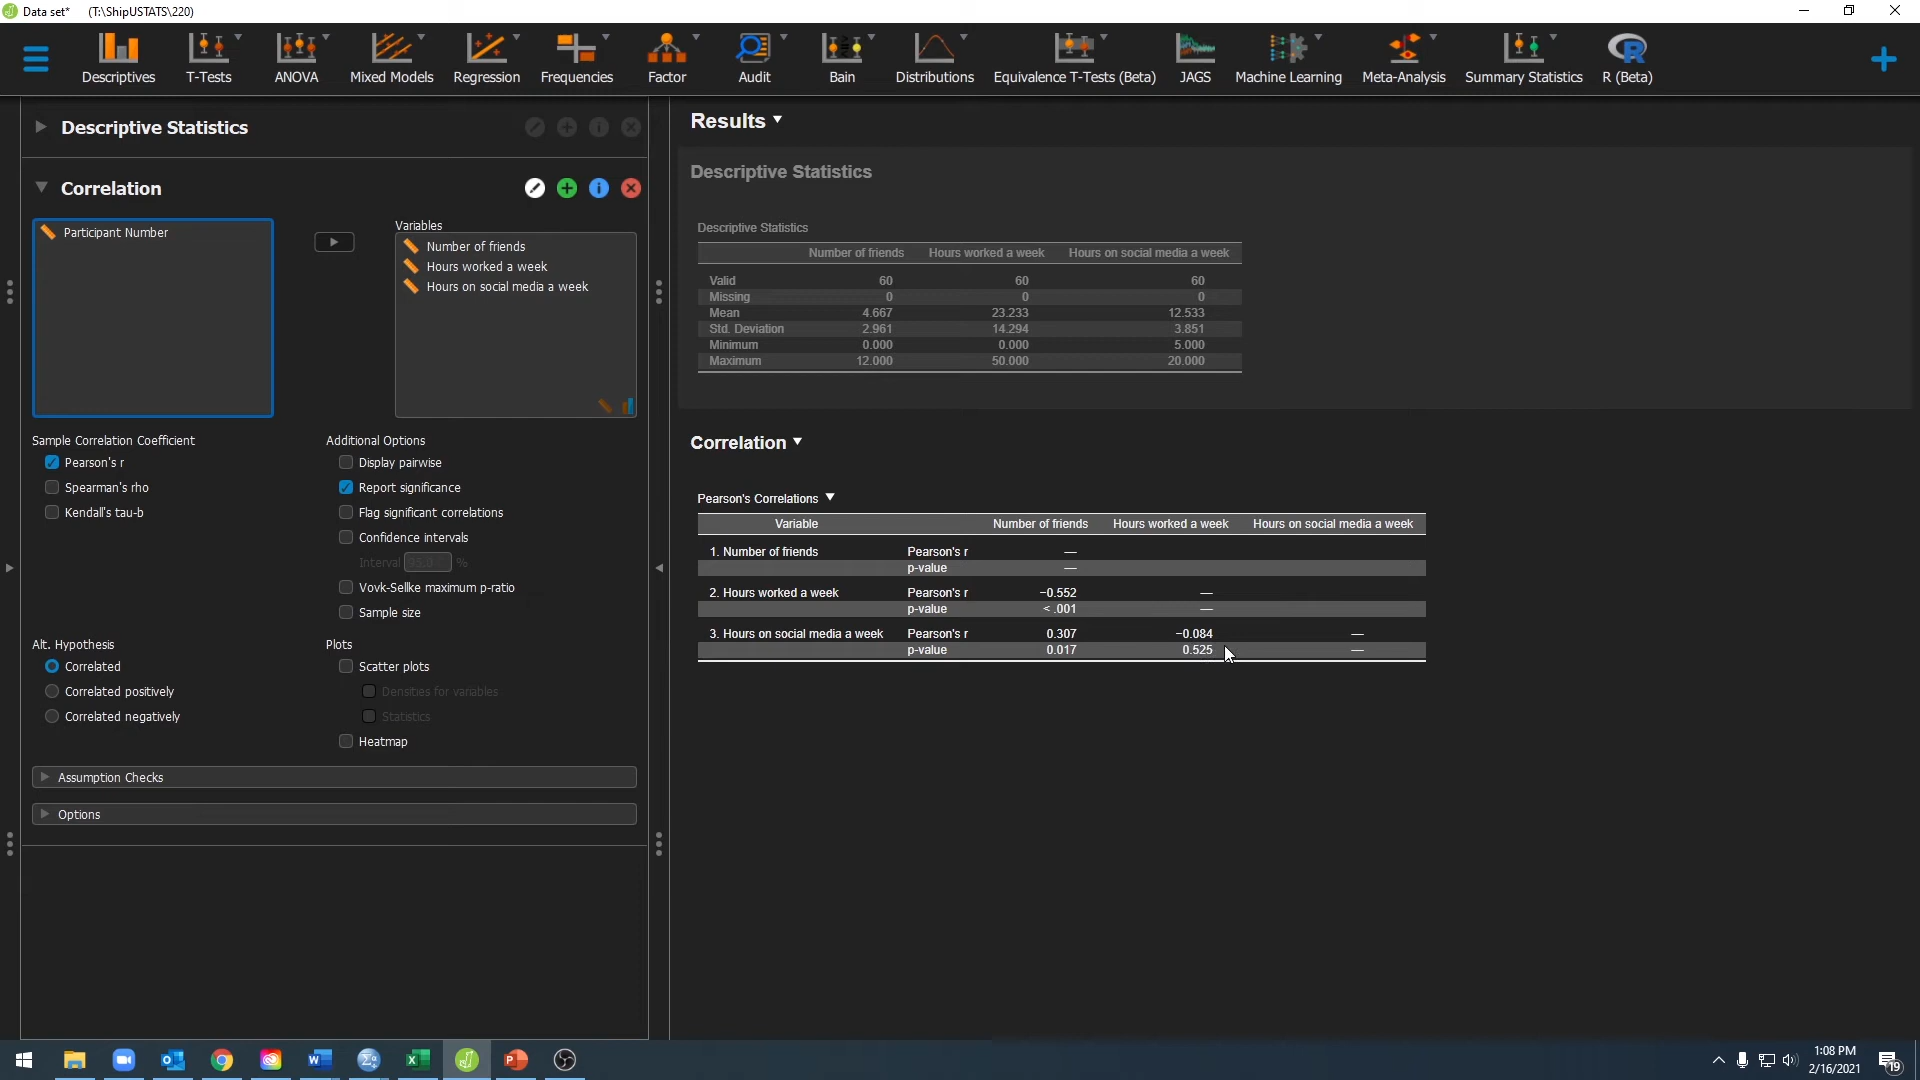 Data set* (T:\ShipUSTATS\220)
Descriptives T-Tests ANOVA Mixed Models Regression Frequencies Factor Audit Bain Distributions Equivalence T-Tests (Beta) JAGS Machine Learning Meta-Analysis Summary Statistics R (Beta)
Descriptive Statistics
Correlation
Participant Number
Variables
Number of friends
Hours worked a week
Hours on social media a week
Sample Correlation Coefficient
Pearson's r
Spearman's rho
Kendall's tau-b
Additional Options
Display pairwise
Report significance
Flag significant correlations
Confidence intervals
Interval 95.0 %
Vovk-Sellke maximum p-ratio
Sample size
Alt. Hypothesis
Correlated
Correlated positively
Correlated negatively
Plots
Scatter plots
Densities for variables
Statistics
Heatmap
Assumption Checks
Options
Results
Descriptive Statistics
Descriptive Statistics
Number of friends Hours worked a week Hours on social media a week
Valid 60 60 60
Missing 0 0 0
Mean 4.667 23.233 12.533
Std. Deviation 2.961 14.294 3.851
Minimum 0.000 0.000 5.000
Maximum 12.000 50.000 20.000
Correlation
Pearson's Correlations
Variable Number of friends Hours worked a week Hours on social media a week
1. Number of friends Pearson's r —
p-value —
2. Hours worked a week Pearson's r −0.552 —
p-value < .001 —
3. Hours on social media a week Pearson's r 0.307 −0.084 —
p-value 0.017 0.525 —
1:08 PM
2/16/2021
19